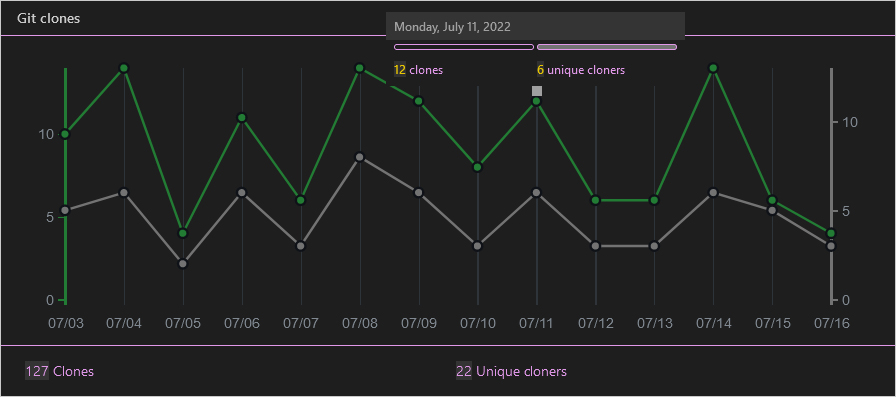 Git clones
Monday, July 11, 2022
12 clones
6 unique cloners
10
5
0
10
5
0
07/03 07/04 07/05 07/06 07/07 07/08 07/09 07/10 07/11 07/12 07/13 07/14 07/15 07/16
127 Clones
22 Unique cloners